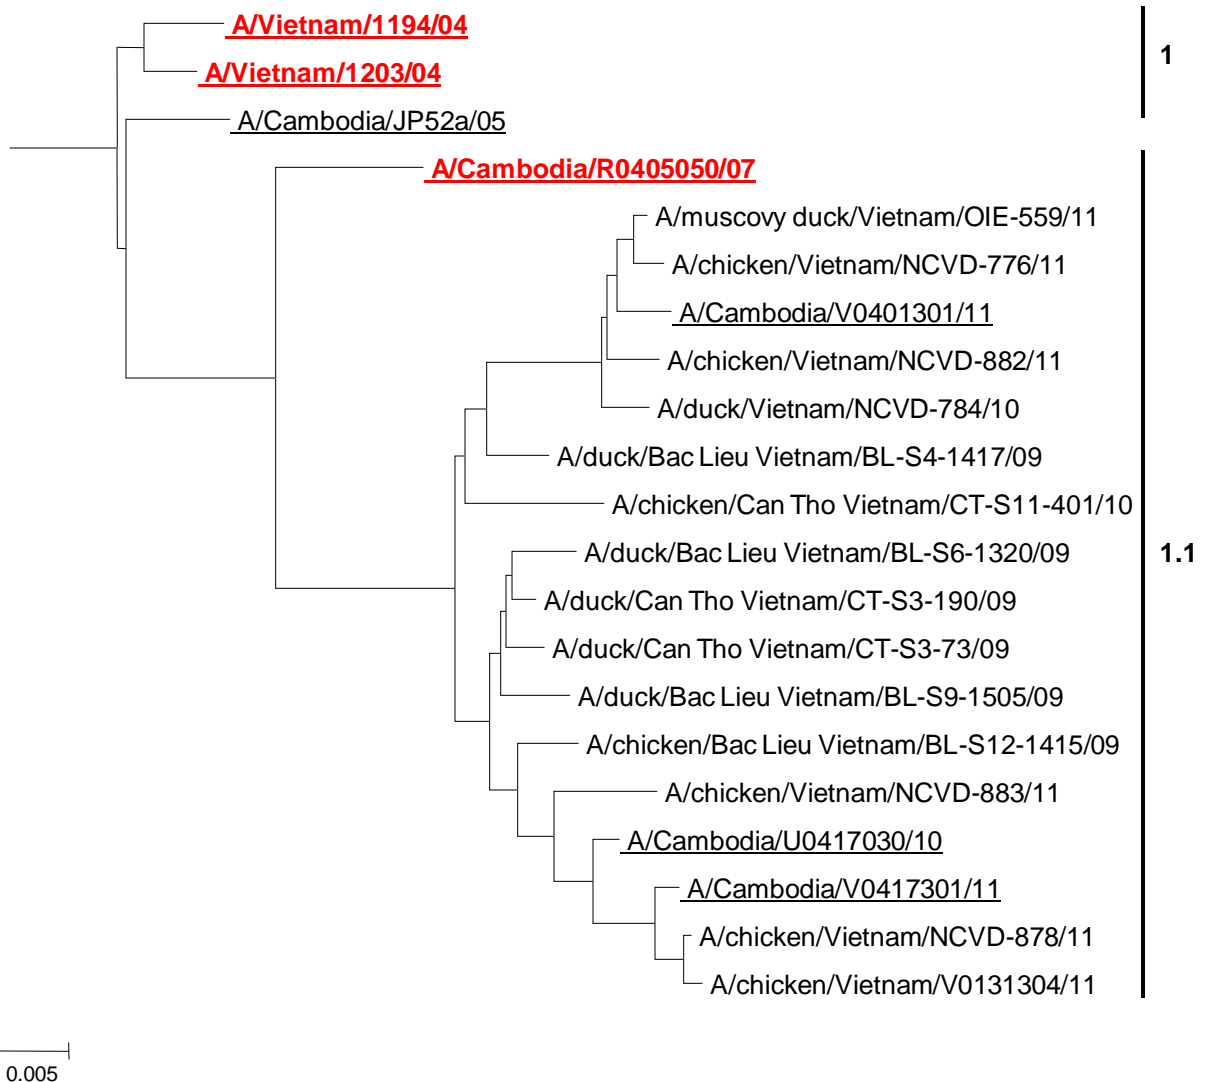 A/Vietnam/1194/04
1
A/Vietnam/1203/04
A/Cambodia/JP52a/05
A/Cambodia/R0405050/07
A/muscovy duck/Vietnam/OIE-559/11
A/chicken/Vietnam/NCVD-776/11
A/Cambodia/V0401301/11
A/chicken/Vietnam/NCVD-882/11
A/duck/Vietnam/NCVD-784/10
A/duck/Bac Lieu Vietnam/BL-S4-1417/09
A/chicken/Can Tho Vietnam/CT-S11-401/10
A/duck/Bac Lieu Vietnam/BL-S6-1320/09
1.1
A/duck/Can Tho Vietnam/CT-S3-190/09
A/duck/Can Tho Vietnam/CT-S3-73/09
A/duck/Bac Lieu Vietnam/BL-S9-1505/09
A/chicken/Bac Lieu Vietnam/BL-S12-1415/09
A/chicken/Vietnam/NCVD-883/11
A/Cambodia/U0417030/10
A/Cambodia/V0417301/11
A/chicken/Vietnam/NCVD-878/11
A/chicken/Vietnam/V0131304/11
0.005